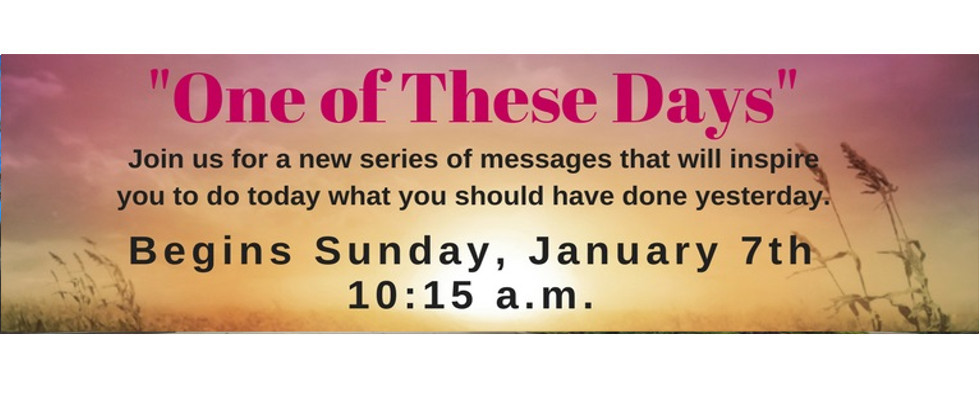 "One of These Days"
Join us for a new series of messages that will inspire
you to do today what you should have done yesterday.
Begins Sunday, January 7th
10:15 a.m.